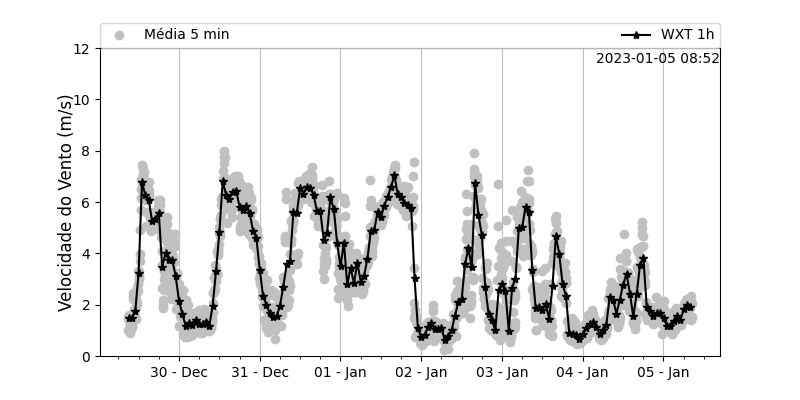 Média 5 min
WXT 1h
2023-01-05 08:52
Velocidade do Vento (m/s)
12
10
8
6
4
2
0
30 - Dec
31 - Dec
01 - Jan
02 - Jan
03 - Jan
04 - Jan
05 - Jan